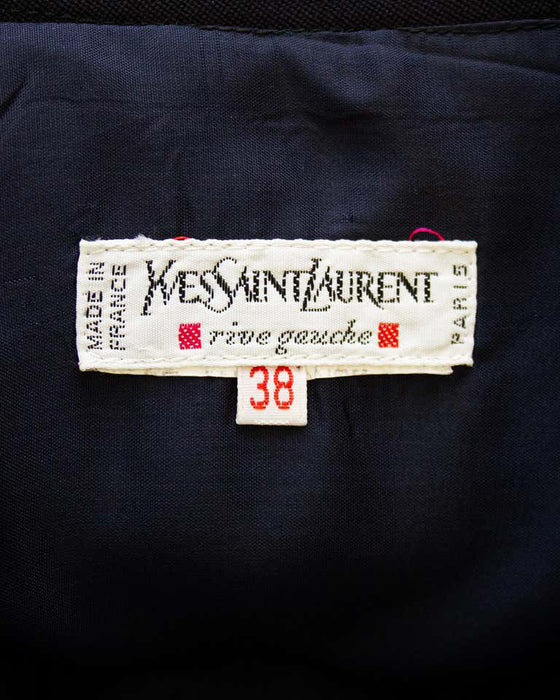 MADE IN
FRANCE
YVESSAINTLAURENT
rive gauche
PARIS
38